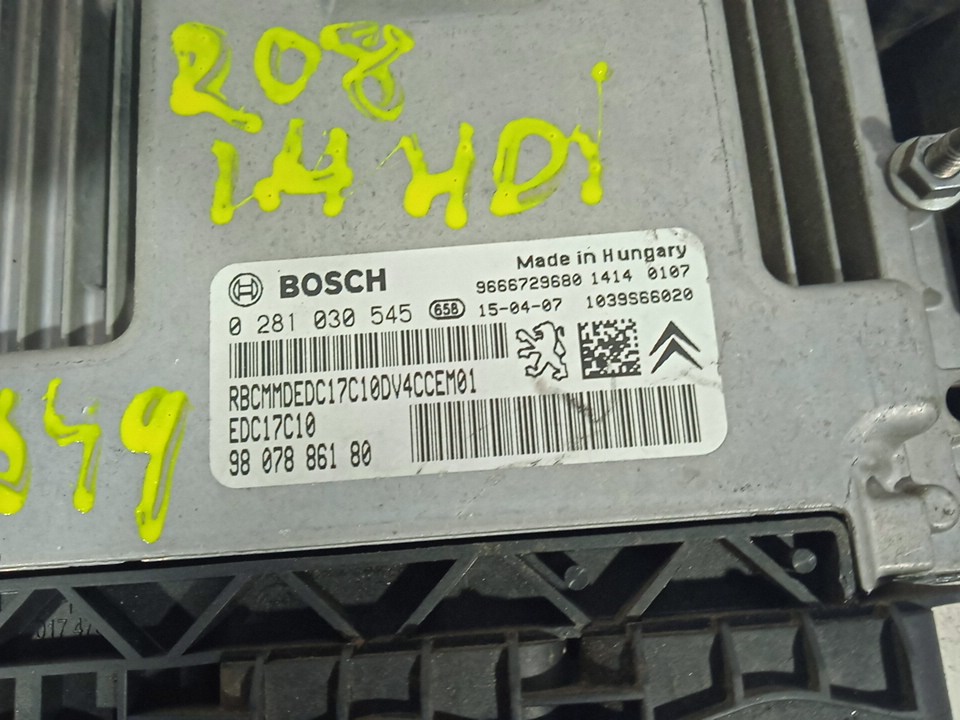 208
1.4 HDi
BOSCH
Made in Hungary
9666729680 1414 0107
0 281 030 545 658 15-04-07 1039S66020
RBCMMDEDC17C10DV4CCEM01
EDC17C10
98 078 861 80
49